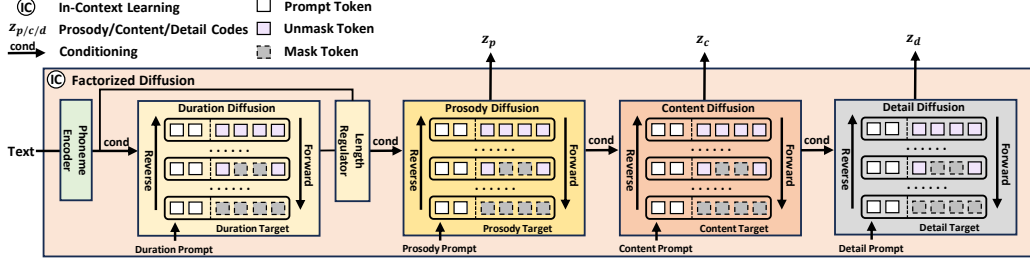 IC In-Context Learning Prompt Token
z_{p/c/d} Prosody/Content/Detail Codes Unmask Token
cond Conditioning Mask Token
z_p z_c z_d
IC Factorized Diffusion
Text
Phoneme Encoder
cond
Duration Diffusion
Reverse
Forward
......
......
Duration Target
Duration Prompt
Length Regulator
cond
Prosody Diffusion
Reverse
Forward
......
......
Prosody Target
Prosody Prompt
cond
Content Diffusion
Reverse
Forward
......
......
Content Target
Content Prompt
cond
Detail Diffusion
Reverse
Forward
......
......
Detail Target
Detail Prompt